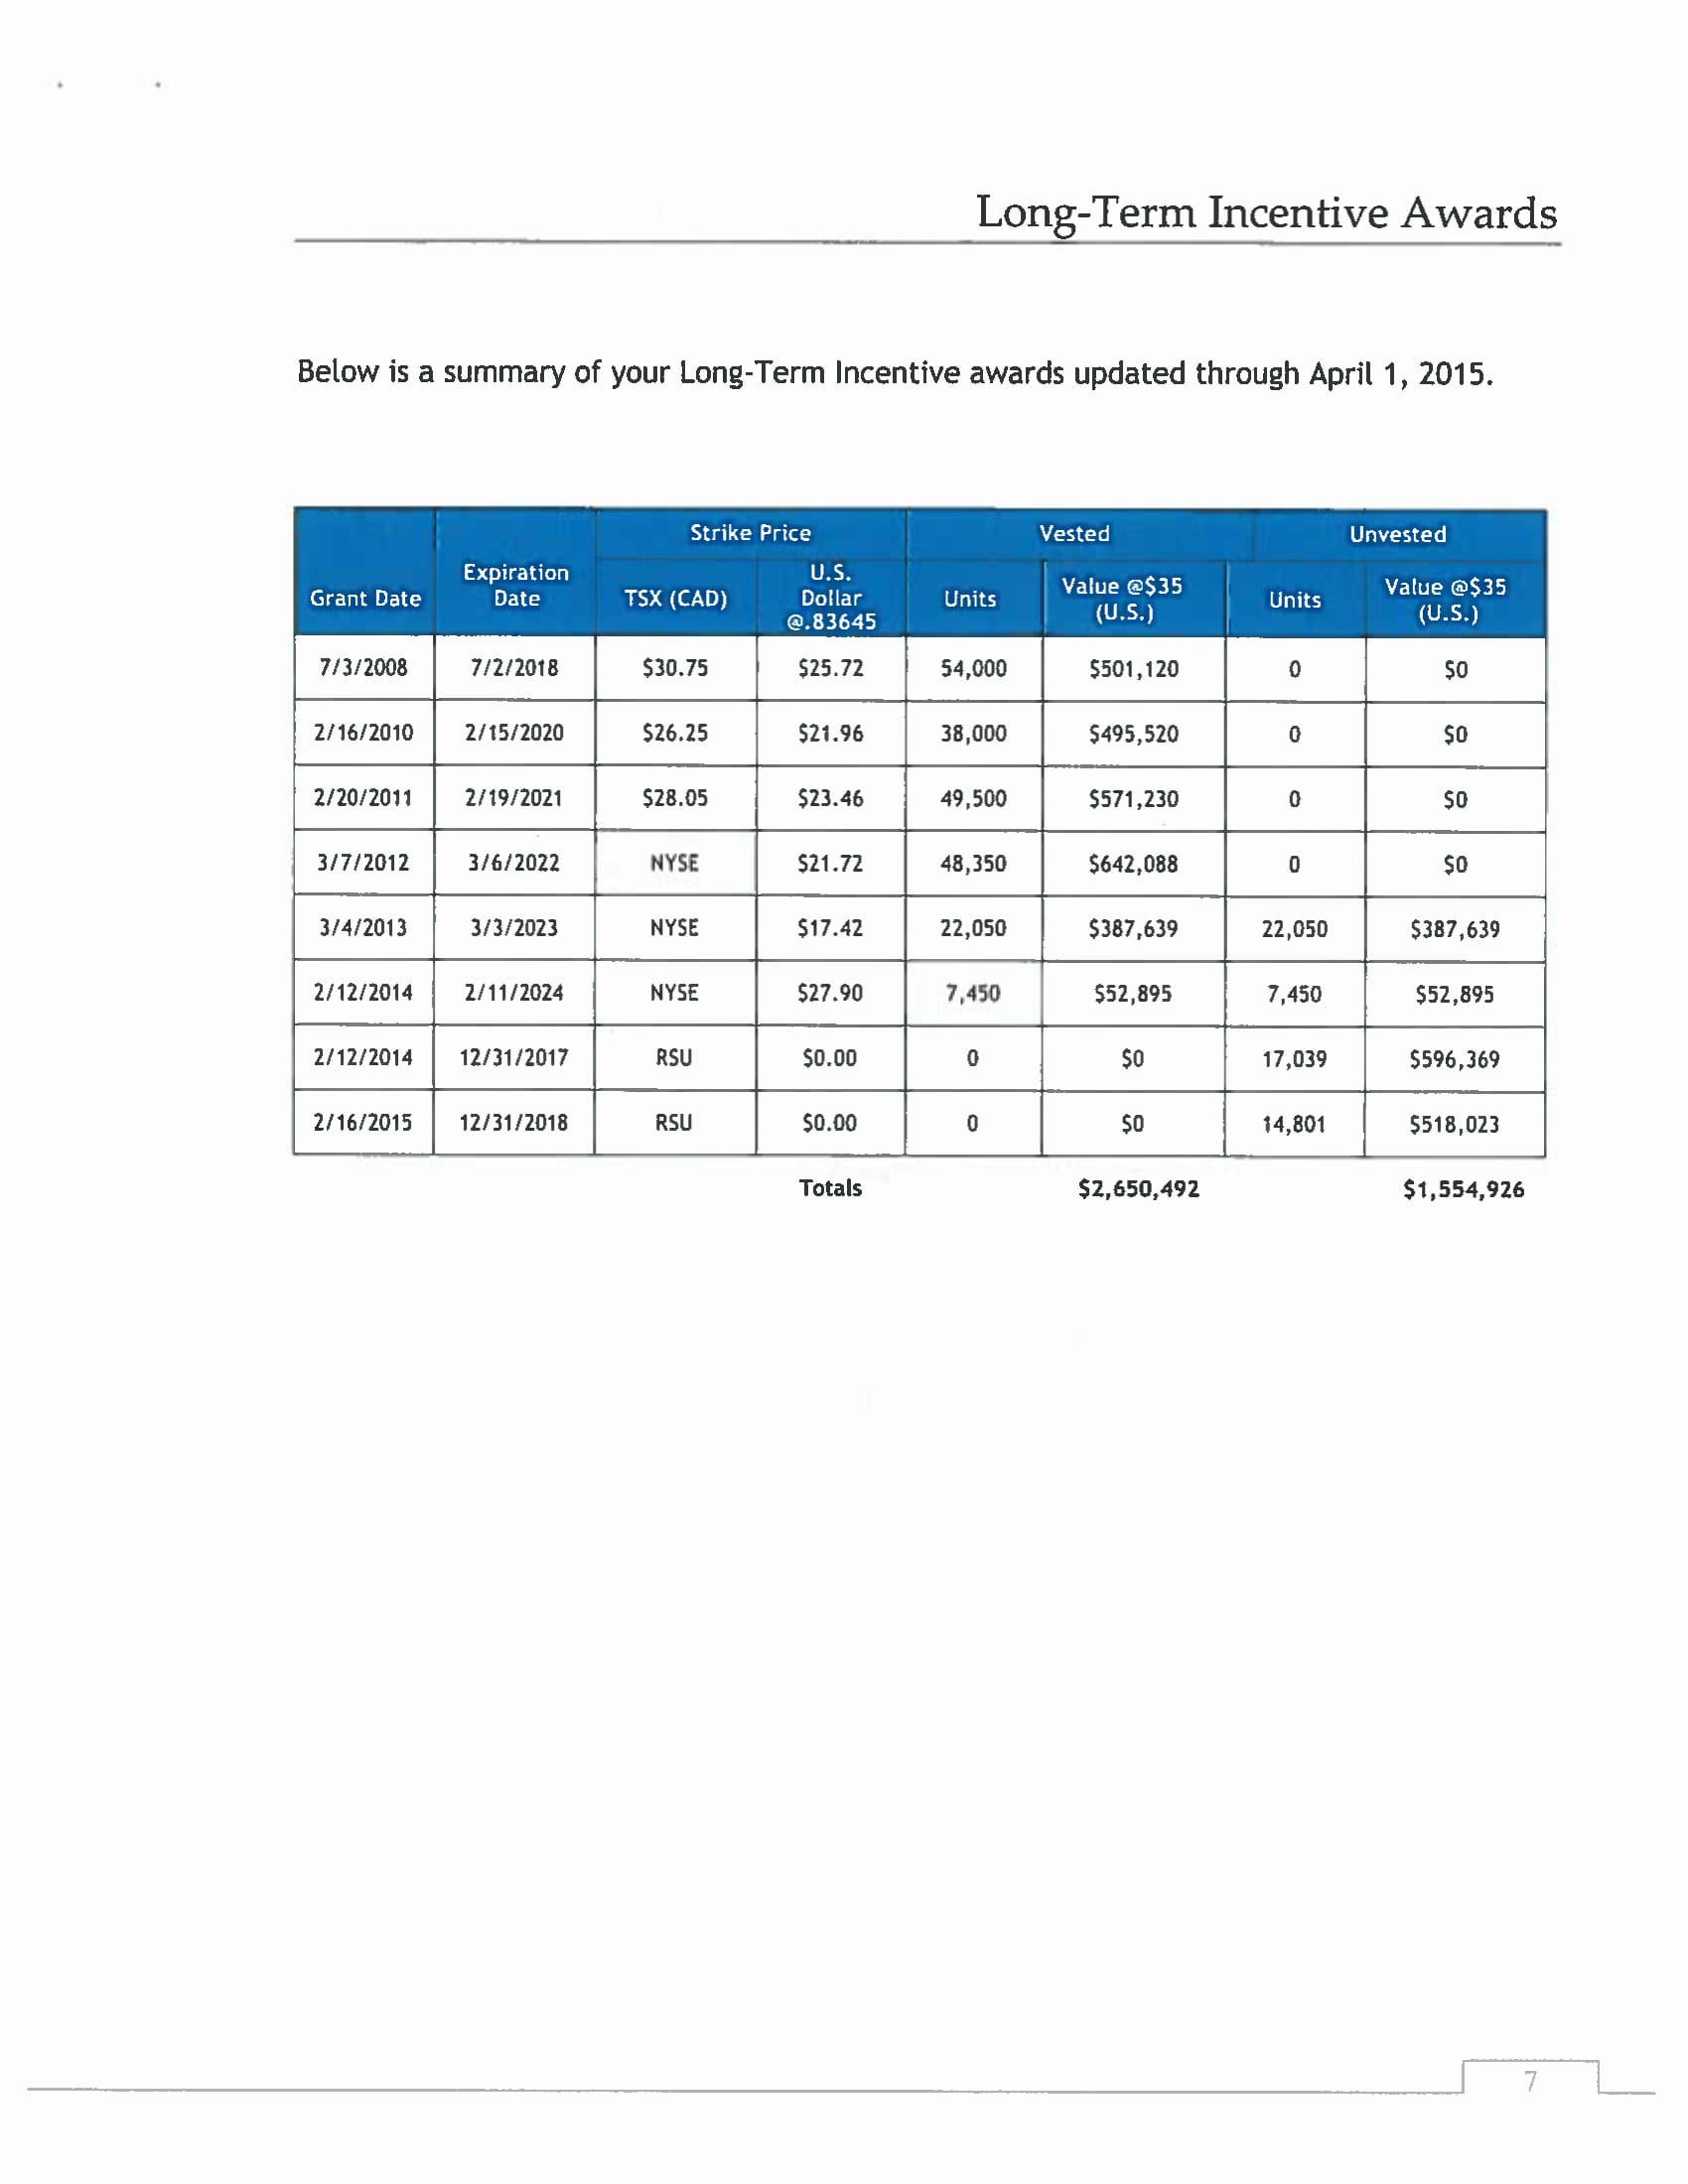 Long-Term Incentive Awards
Below is a summary of your Long-Term Incentive awards updated through April 1, 2015.
Strike Price Vested Unvested
Grant Date Expiration Date TSX (CAD) U.S. Dollar @.83645 Units Value @$35 (U.S.) Units Value @$35 (U.S.)
7/3/2008 7/2/2018 $30.75 $25.72 54,000 $501,120 0 $0
2/16/2010 2/15/2020 $26.25 $21.96 38,000 $495,520 0 $0
2/20/2011 2/19/2021 $28.05 $23.46 49,500 $571,230 0 $0
3/7/2012 3/6/2022 NYSE $21.72 48,350 $642,088 0 $0
3/4/2013 3/3/2023 NYSE $17.42 22,050 $387,639 22,050 $387,639
2/12/2014 2/11/2024 NYSE $27.90 7,450 $52,895 7,450 $52,895
2/12/2014 12/31/2017 RSU $0.00 0 $0 17,039 $596,369
2/16/2015 12/31/2018 RSU $0.00 0 $0 14,801 $518,023
Totals $2,650,492 $1,554,926
7